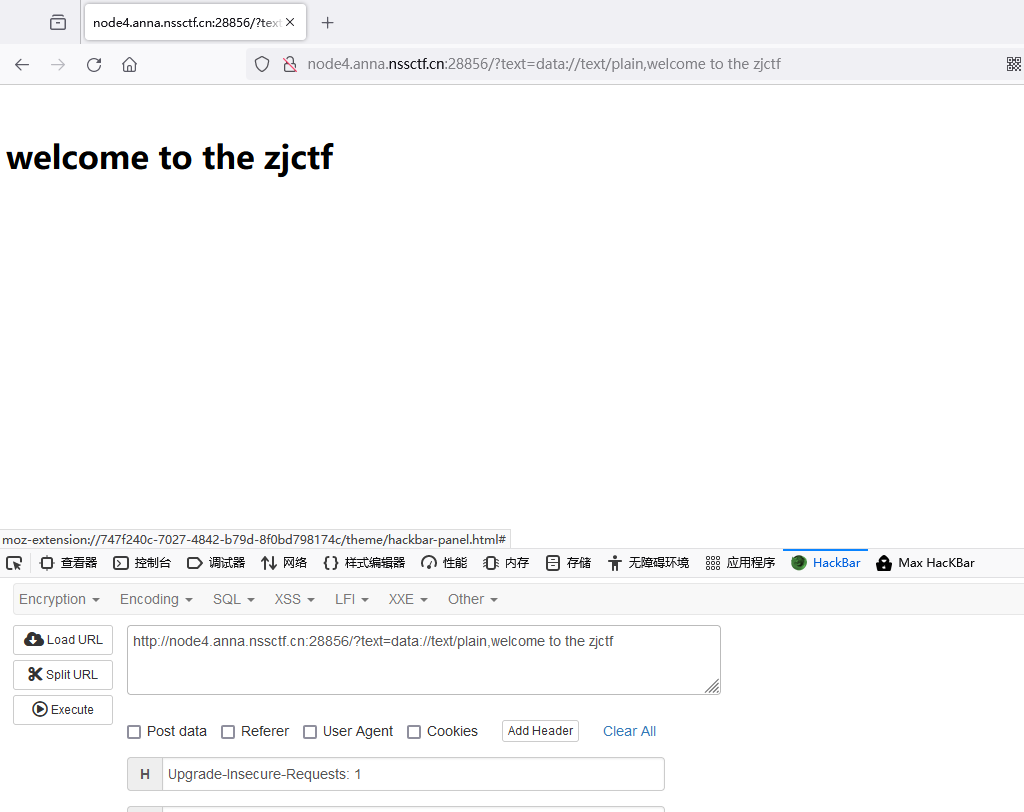 node4.anna.nssctf.cn:28856/?text
node4.anna.nssctf.cn:28856/?text=data://text/plain,welcome to the zjctf
welcome to the zjctf
moz-extension://747f240c-7027-4842-b79d-8f0bd798174c/theme/hackbar-panel.html#
查看器 控制台 调试器 网络 样式编辑器 性能 内存 存储 无障碍环境 应用程序 HackBar Max HacKBar
Encryption Encoding SQL XSS LFI XXE Other
Load URL
http://node4.anna.nssctf.cn:28856/?text=data://text/plain,welcome to the zjctf
Split URL
Execute
Post data Referer User Agent Cookies Add Header Clear All
H Upgrade-Insecure-Requests: 1